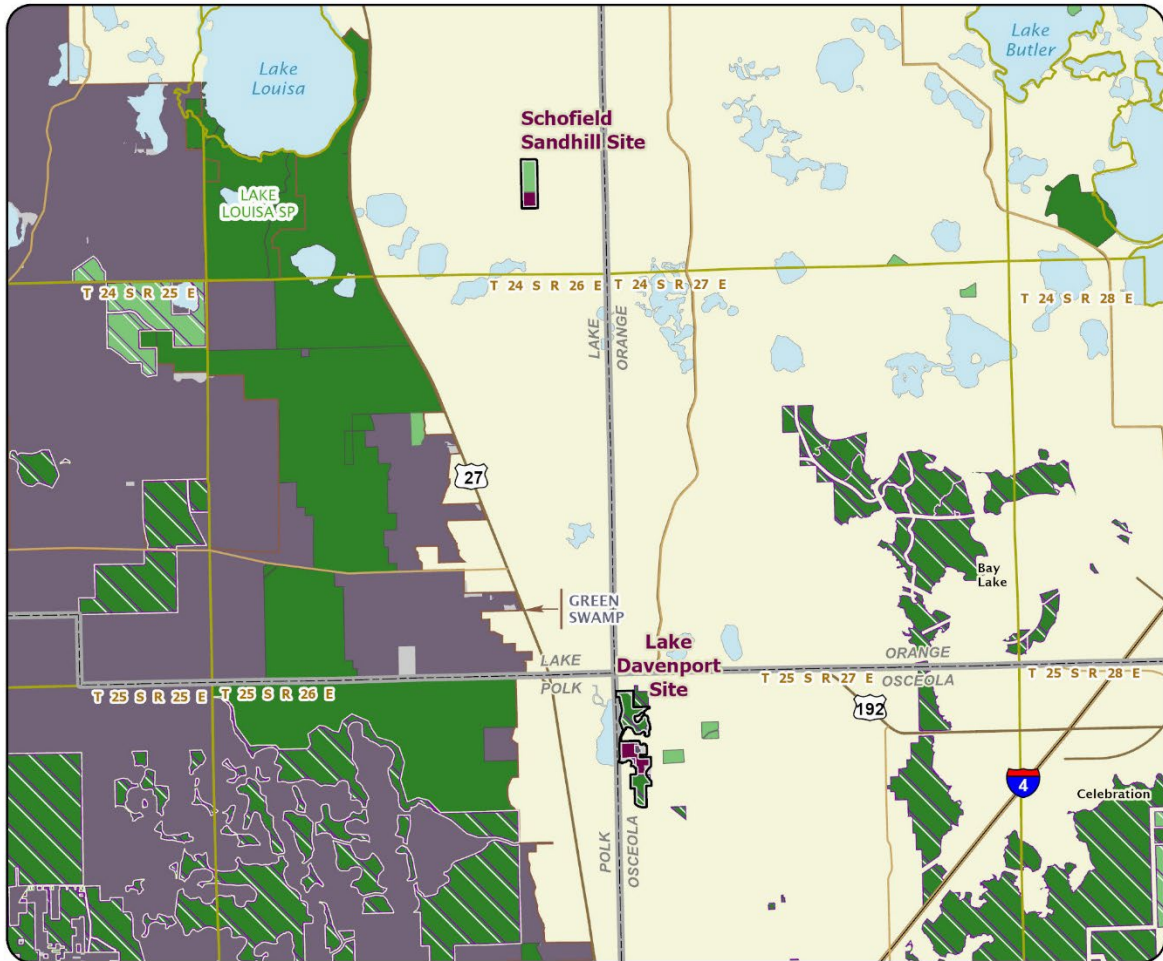 Lake
Butler
Lake
Louisa
Schofield
Sandhill Site
LAKE
LOUISA SP
T 24 S R 25 E
T 24 S R 26 E
T 24 S R 27 E
T 24 S R 28 E
LAKE
ORANGE
27
Bay
Lake
GREEN
SWAMP
Lake
Davenport
Site
LAKE
POLK
ORANGE
OSCEOLA
T 25 S R 25 E
T 25 S R 26 E
T 25 S R 27 E
T 25 S R 28 E
192
4
Celebration
POLK
OSCEOLA